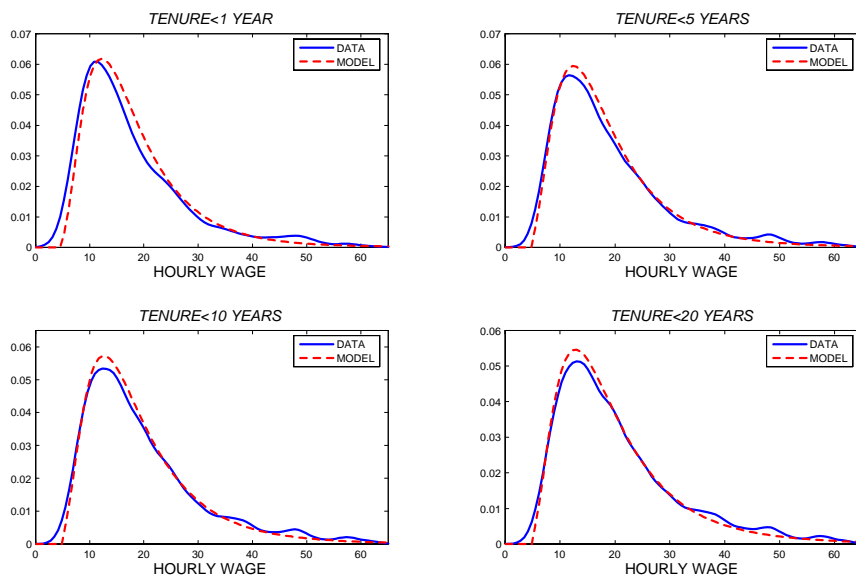 TENURE<1 YEAR
0.07
0.06
0.05
0.04
0.03
0.02
0.01
0
DATA
MODEL
0 10 20 30 40 50 60
HOURLY WAGE
TENURE<5 YEARS
0.07
0.06
0.05
0.04
0.03
0.02
0.01
0
DATA
MODEL
0 10 20 30 40 50 60
HOURLY WAGE
TENURE<10 YEARS
0.06
0.05
0.04
0.03
0.02
0.01
0
DATA
MODEL
0 10 20 30 40 50 60
HOURLY WAGE
TENURE<20 YEARS
0.06
0.05
0.04
0.03
0.02
0.01
0
DATA
MODEL
0 10 20 30 40 50 60
HOURLY WAGE